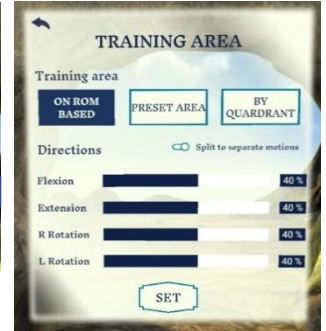 TRAINING AREA
Training area
ON ROM
BASED
PRESET AREA
BY
QUARDRANT
Directions
Split to separate motions
Flexion
40 %
Extension
40 %
R Rotation
40 %
L Rotation
40 %
SET